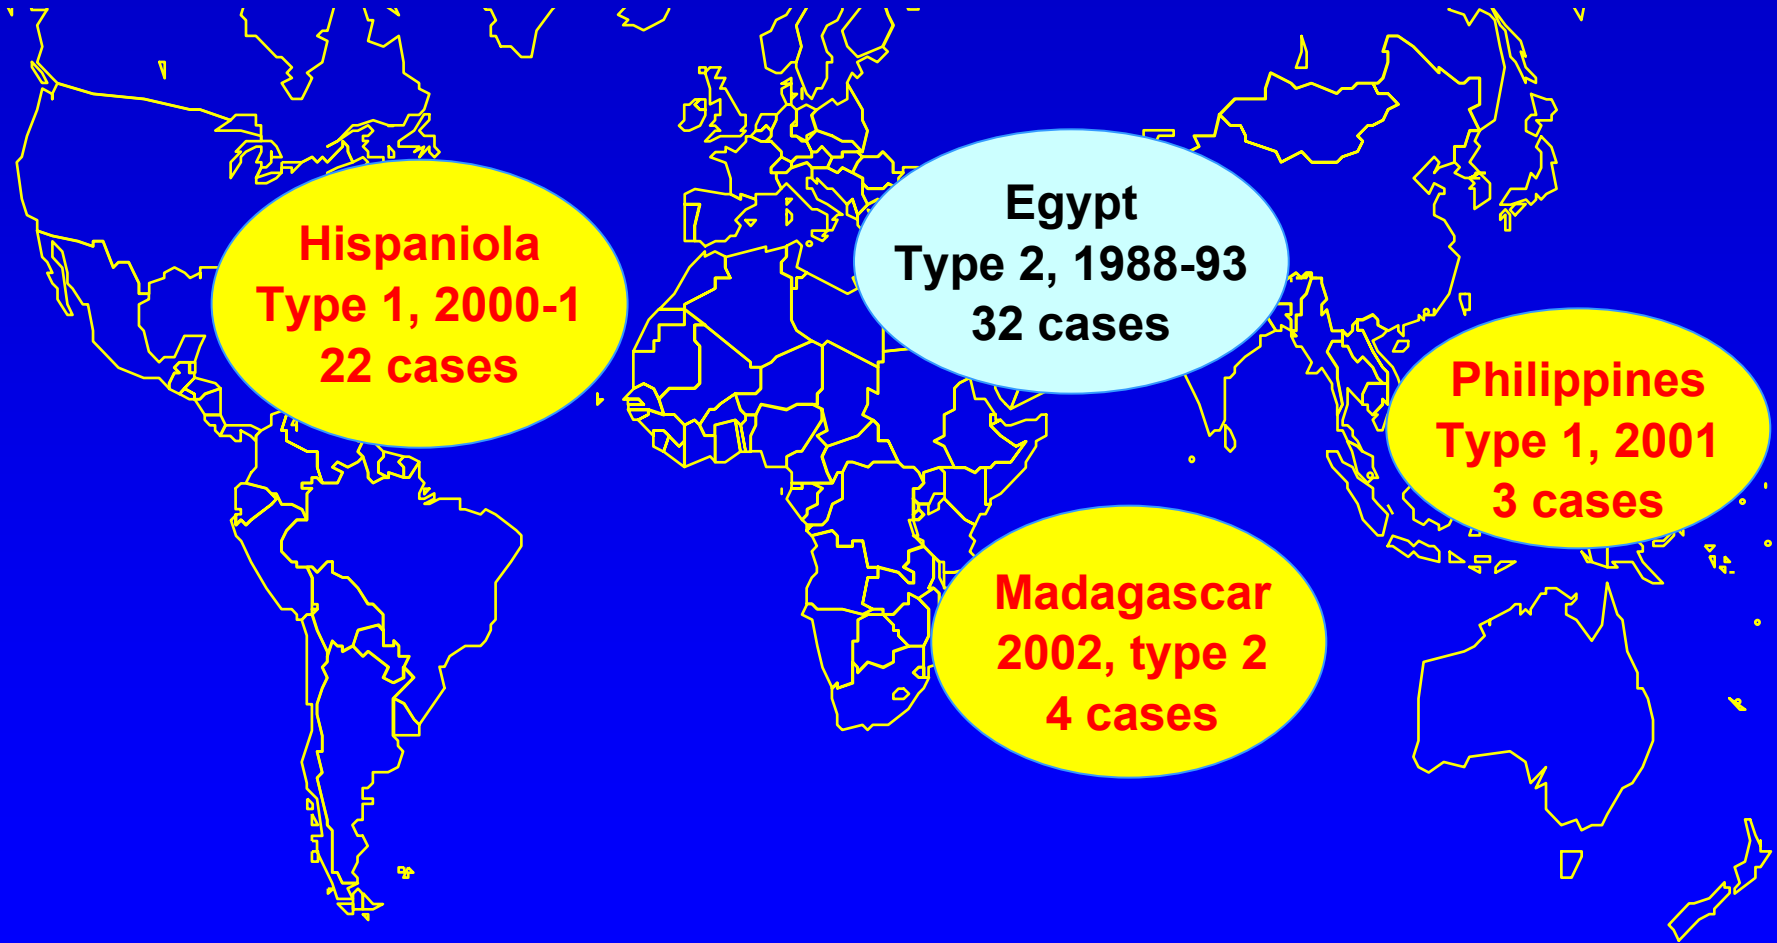 Hispaniola
Type 1, 2000-1
22 cases
Egypt
Type 2, 1988-93
32 cases
Philippines
Type 1, 2001
3 cases
Madagascar
2002, type 2
4 cases